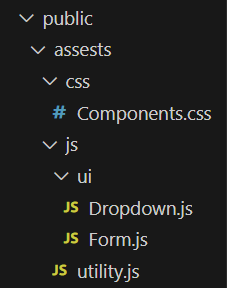 public
assests
css
# Components.css
js
ui
JS Dropdown.js
JS Form.js
JS utility.js